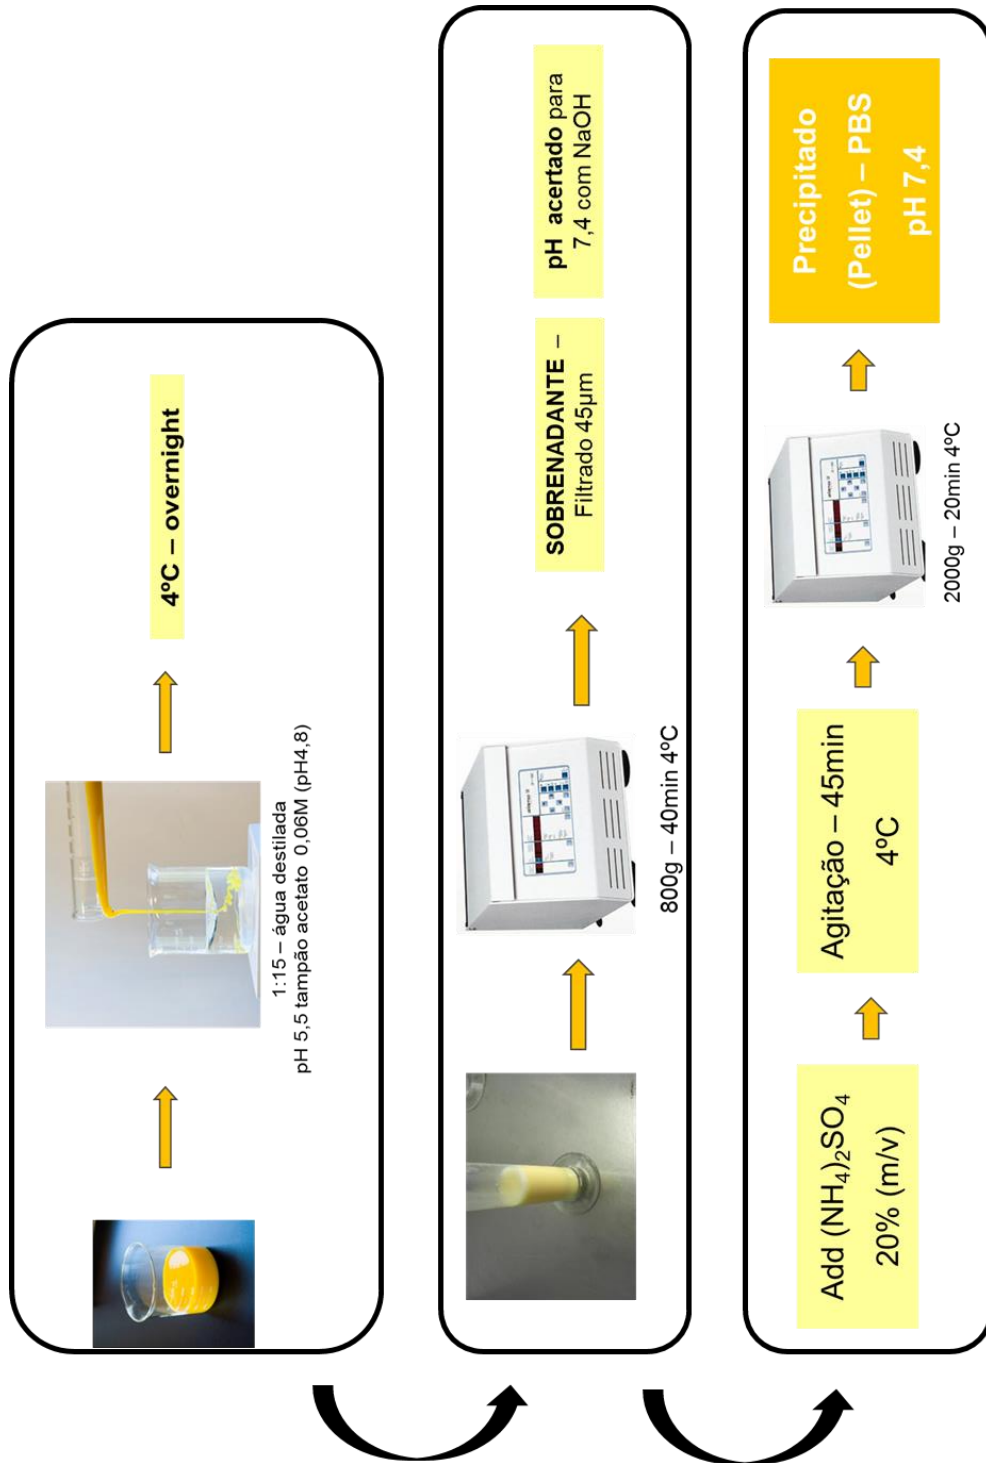 1:15 – água destilada
pH 5,5 tampão acetato 0,06M (pH4,8)
4ºC – overnight
800g – 40min 4ºC
SOBRENADANTE –
Filtrado 45µm
pH acertado para
7,4 com NaOH
Add (NH₄)₂SO₄
20% (m/v)
Agitação – 45min
4ºC
2000g – 20min 4ºC
Precipitado
(Pellet) – PBS
pH 7,4